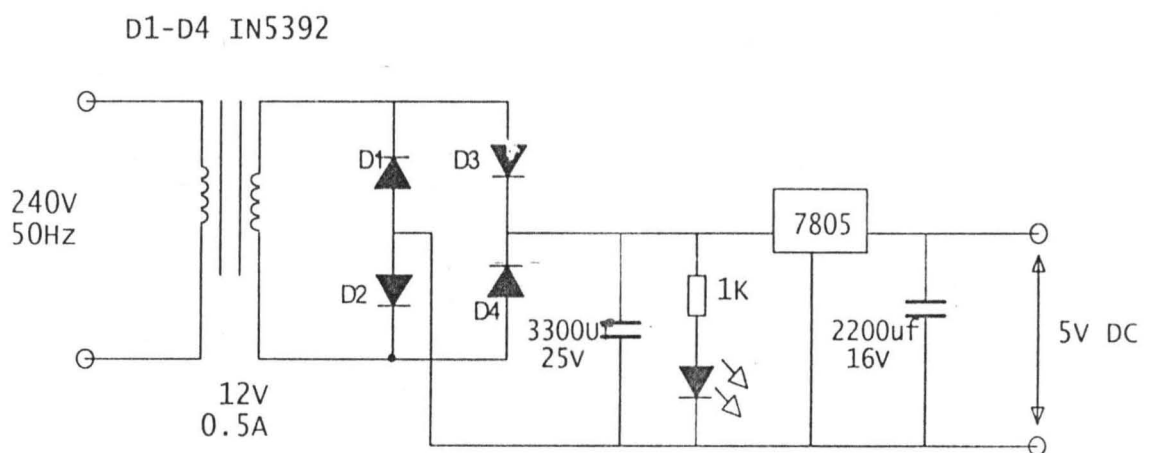 D1-D4 IN5392
240V
50Hz
D1
D3
D2
D4
12V
0.5A
3300U
25V
1K
7805
2200uf
16V
5V DC